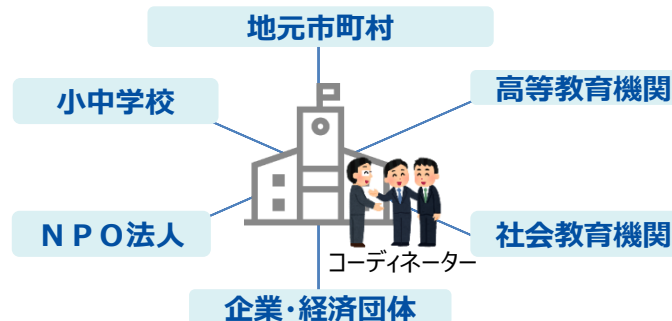 地元市町村
小中学校
高等教育機関
ＮＰＯ法人
社会教育機関
コーディネーター
企業・経済団体